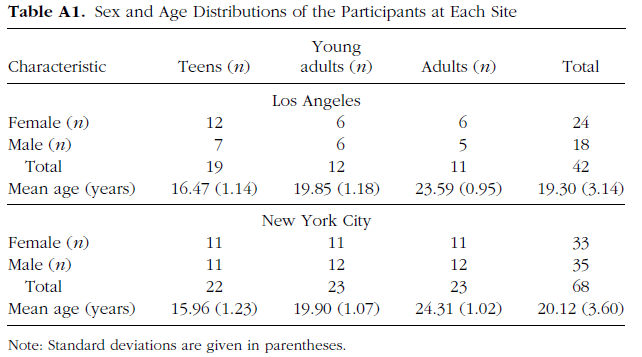 Table A1. Sex and Age Distributions of the Participants at Each Site
Characteristic Teens (n) Young adults (n) Adults (n) Total
Los Angeles
Female (n) 12 6 6 24
Male (n) 7 6 5 18
Total 19 12 11 42
Mean age (years) 16.47 (1.14) 19.85 (1.18) 23.59 (0.95) 19.30 (3.14)
New York City
Female (n) 11 11 11 33
Male (n) 11 12 12 35
Total 22 23 23 68
Mean age (years) 15.96 (1.23) 19.90 (1.07) 24.31 (1.02) 20.12 (3.60)
Note: Standard deviations are given in parentheses.